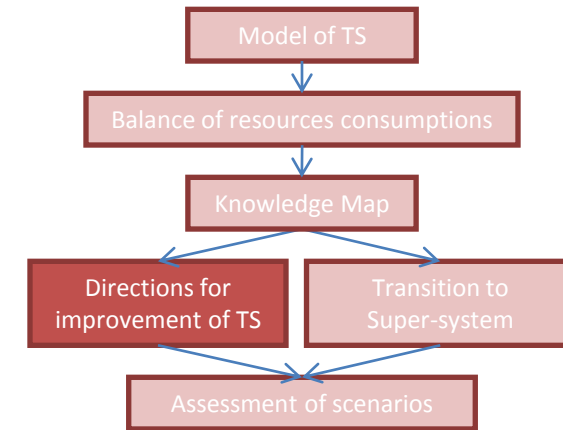 Model of TS
Balance of resources consumptions
Knowledge Map
Directions for
improvement of TS
Transition to
Super-system
Assessment of scenarios